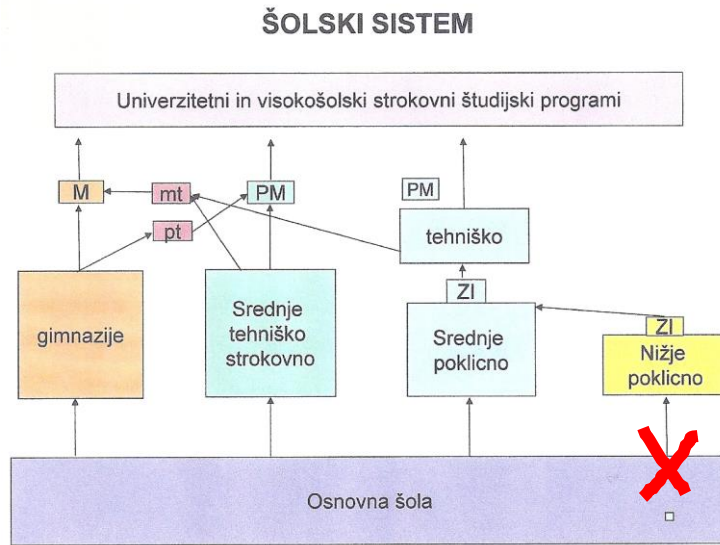 ŠOLSKI SISTEM
Univerzitetni in visokošolski strokovni študijski programi
M
mt
PM
PM
pt
tehniško
gimnazije
Srednje
tehniško
strokovno
ZI
Srednje
poklicno
ZI
Nižje
poklicno
Osnovna šola